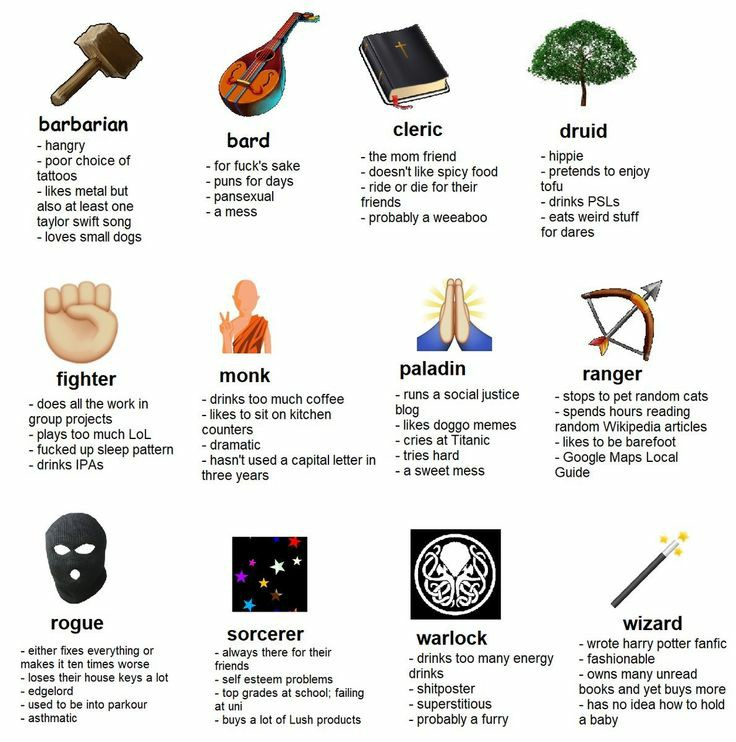 barbarian
- hangry
- poor choice of
tattoos
- likes metal but
also at least one
taylor swift song
- loves small dogs
bard
- for fuck's sake
- puns for days
- pansexual
- a mess
cleric
- the mom friend
- doesn't like spicy food
- ride or die for their
friends
- probably a weeaboo
druid
- hippie
- pretends to enjoy
tofu
- drinks PSLs
- eats weird stuff
for dares
fighter
- does all the work in
group projects
- plays too much LoL
- fucked up sleep pattern
- drinks IPAs
monk
- drinks too much coffee
- likes to sit on kitchen
counters
- dramatic
- hasn't used a capital letter in
three years
paladin
- runs a social justice
blog
- likes doggo memes
- cries at Titanic
- tries hard
- a sweet mess
ranger
- stops to pet random cats
- spends hours reading
random Wikipedia articles
- likes to be barefoot
- Google Maps Local
Guide
rogue
- either fixes everything or
makes it ten times worse
- loses their house keys a lot
- edgelord
- used to be into parkour
- asthmatic
sorcerer
- always there for their
friends
- self esteem problems
- top grades at school; failing
at uni
- buys a lot of Lush products
warlock
- drinks too many energy
drinks
- shitposter
- superstitious
- probably a furry
wizard
- wrote harry potter fanfic
- fashionable
- owns many unread
books and yet buys more
- has no idea how to hold
a baby